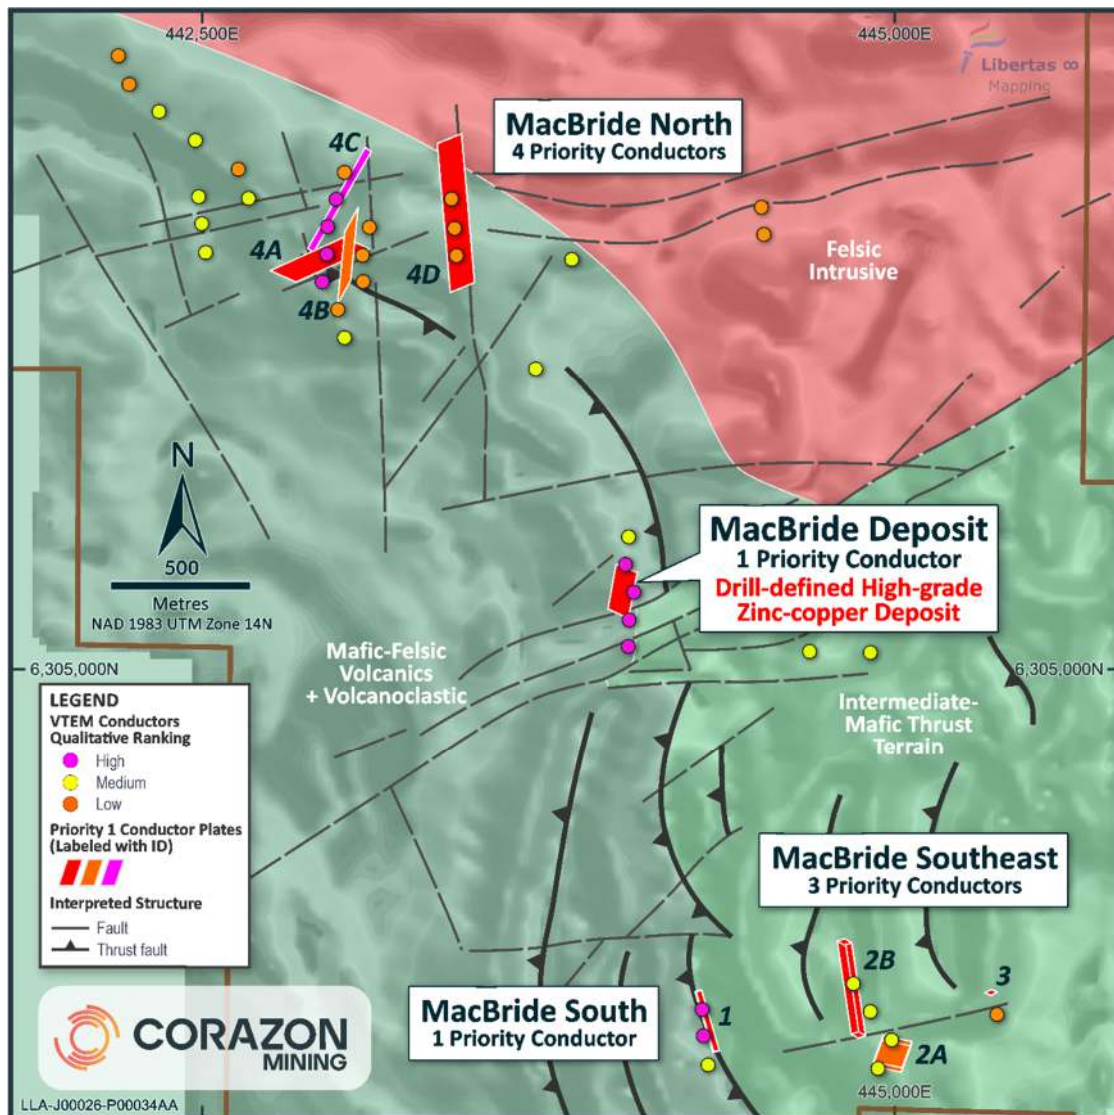 442,500E
445,000E
Libertas ∞
Mapping
MacBride North
4 Priority Conductors
4C
4A
4D
4B
Felsic
Intrusive
N
500
Metres
NAD 1983 UTM Zone 14N
MacBride Deposit
1 Priority Conductor
Drill-defined High-grade
Zinc-copper Deposit
Mafic-Felsic
Volcanics
+ Volcanoclastic
6,305,000N
6,305,000N
Intermediate-
Mafic Thrust
Terrain
LEGEND
VTEM Conductors
Qualitative Ranking
High
Medium
Low
Priority 1 Conductor Plates
(Labeled with ID)
Interpreted Structure
Fault
Thrust fault
MacBride Southeast
3 Priority Conductors
2B
3
MacBride South
1 Priority Conductor
1
2A
CORAZON
MINING
445,000E
LLA-J00026-P00034AA